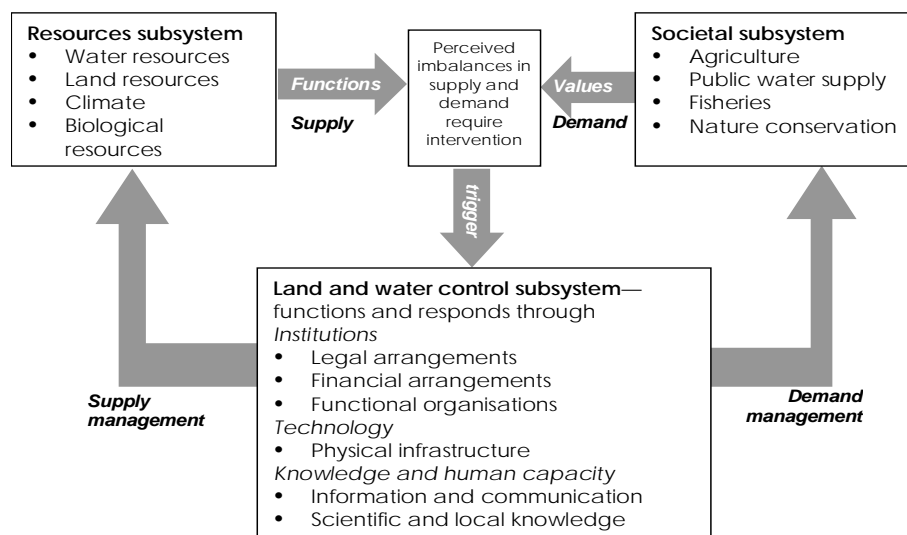 Resources subsystem
• Water resources
• Land resources
• Climate
• Biological
resources
Functions
Supply
Perceived
imbalances in
supply and
demand
require
intervention
Values
Demand
Societal subsystem
• Agriculture
• Public water supply
• Fisheries
• Nature conservation
trigger
Land and water control subsystem—
functions and responds through
Institutions
• Legal arrangements
• Financial arrangements
• Functional organisations
Technology
• Physical infrastructure
Knowledge and human capacity
• Information and communication
• Scientific and local knowledge
Supply
management
Demand
management